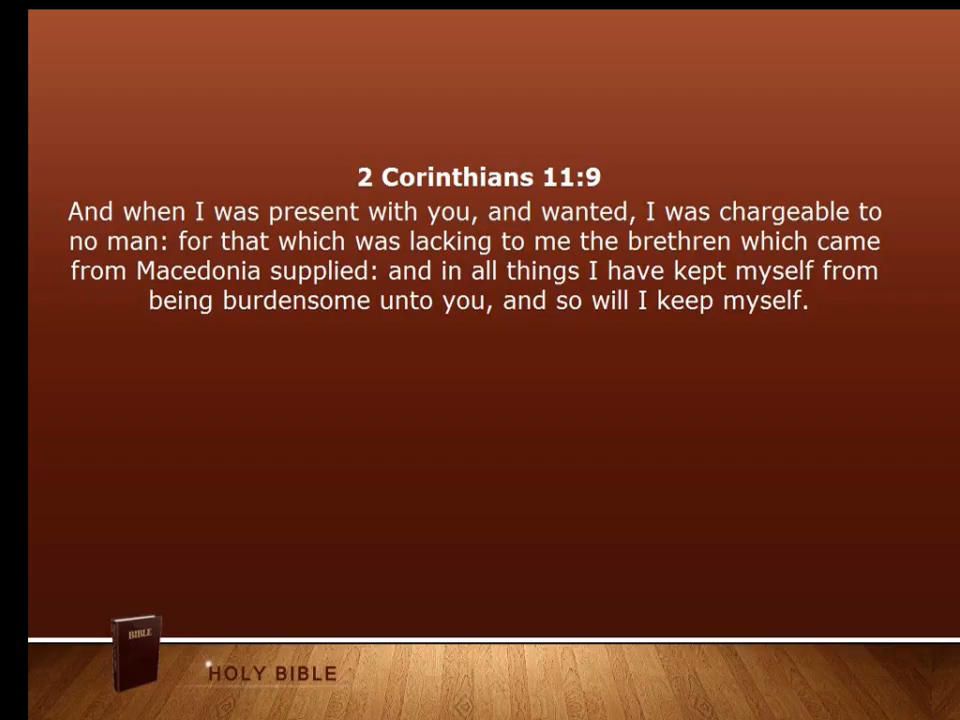 2 Corinthians 11:9
And when I was present with you, and wanted, I was chargeable to
no man: for that which was lacking to me the brethren which came
from Macedonia supplied: and in all things I have kept myself from
being burdensome unto you, and so will I keep myself.
BIBLE
HOLY BIBLE